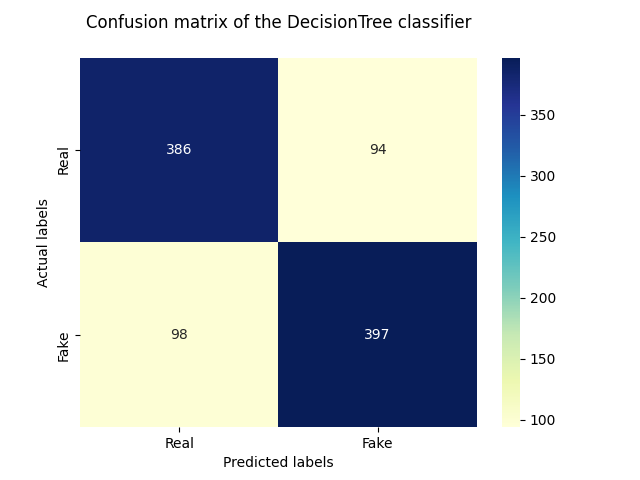 Confusion matrix of the DecisionTree classifier
Actual labels
Real
386
94
Fake
98
397
Real
Fake
Predicted labels
350
300
250
200
150
100